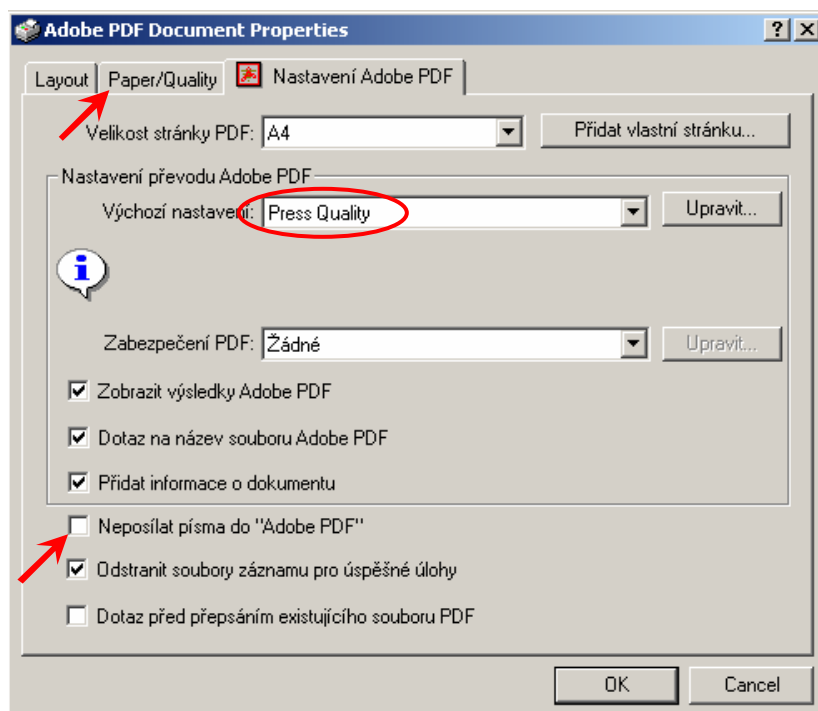 Adobe PDF Document Properties
Layout Paper/Quality Nastavení Adobe PDF
Velikost stránky PDF: A4 Přidat vlastní stránku...
Nastavení převodu Adobe PDF
Výchozí nastavení: Press Quality Upravit...
Zabezpečení PDF: Žádné Upravit...
Zobrazit výsledky Adobe PDF
Dotaz na název souboru Adobe PDF
Přidat informace o dokumentu
Neposílat písma do "Adobe PDF"
Odstranit soubory záznamu pro úspěšné úlohy
Dotaz před přepsáním existujícího souboru PDF
OK Cancel